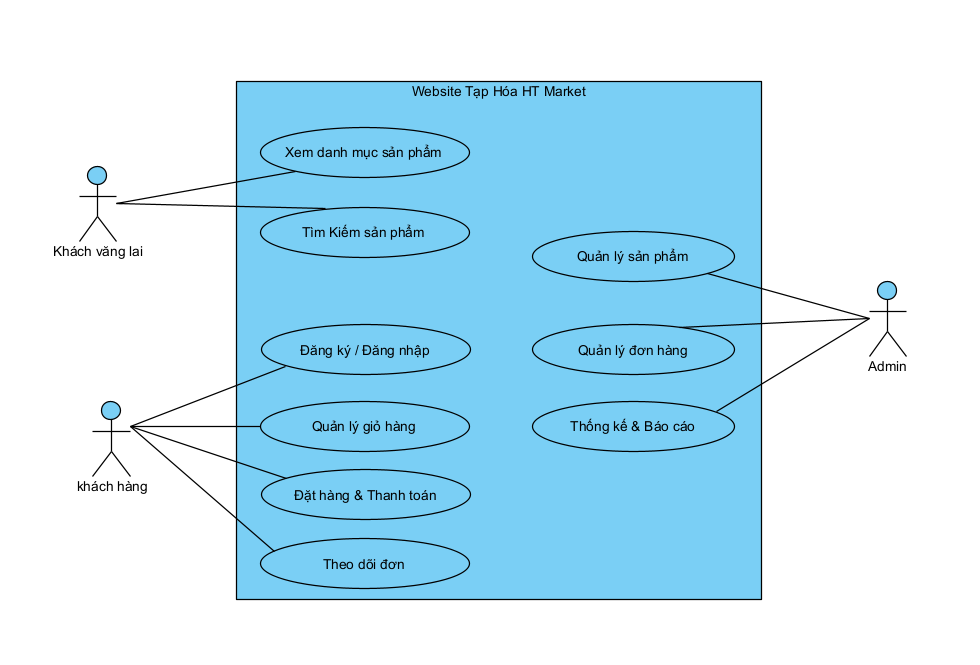 Website Tạp Hóa HT Market
Xem danh mục sản phẩm
Tìm Kiếm sản phẩm
Khách văng lai
Quản lý sản phẩm
Đăng ký / Đăng nhập
Quản lý đơn hàng
Admin
Quản lý giỏ hàng
Thống kế & Báo cáo
khách hàng
Đặt hàng & Thanh toán
Theo dõi đơn